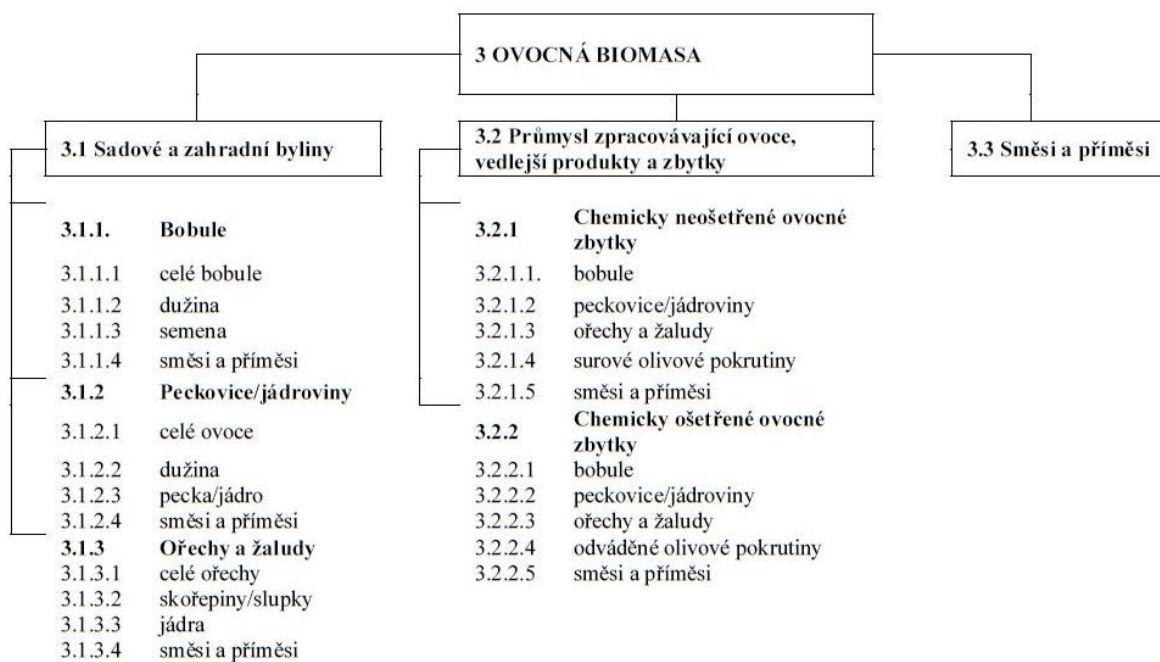 3 OVOCNÁ BIOMASA
3.1 Sadové a zahradní byliny
3.1.1. Bobule
3.1.1.1 celé bobule
3.1.1.2 dužina
3.1.1.3 semena
3.1.1.4 směsi a příměsi
3.1.2 Peckovice/jádroviny
3.1.2.1 celé ovoce
3.1.2.2 dužina
3.1.2.3 pecka/jádro
3.1.2.4 směsi a příměsi
3.1.3 Ořechy a žaludy
3.1.3.1 celé ořechy
3.1.3.2 skořepiny/slupky
3.1.3.3 jádra
3.1.3.4 směsi a příměsi
3.2 Průmysl zpracovávající ovoce,
vedlejší produkty a zbytky
3.2.1 Chemicky neošetřené ovocné
zbytky
3.2.1.1. bobule
3.2.1.2 peckovice/jádroviny
3.2.1.3 ořechy a žaludy
3.2.1.4 surové olivové pokrutiny
3.2.1.5 směsi a příměsi
3.2.2 Chemicky ošetřené ovocné
zbytky
3.2.2.1 bobule
3.2.2.2 peckovice/jádroviny
3.2.2.3 ořechy a žaludy
3.2.2.4 odváděné olivové pokrutiny
3.2.2.5 směsi a příměsi
3.3 Směsi a příměsi